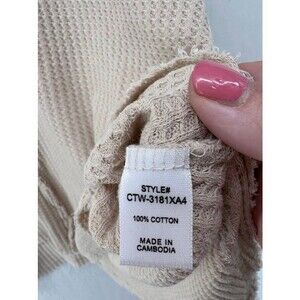 STYLE#
CTW-3181XA4
100% COTTON
MADE IN
CAMBODIA